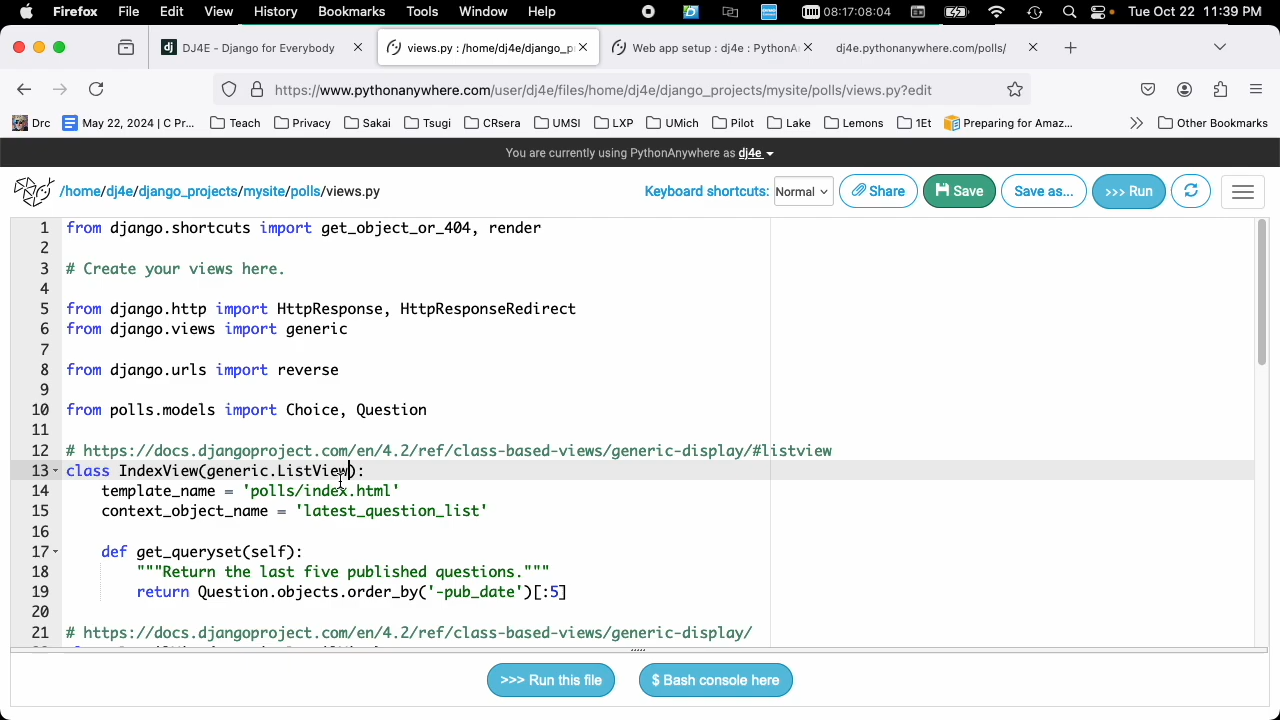 Firefox File Edit View History Bookmarks Tools Window Help 08:17:08:04 Tue Oct 22 11:39 PM
dj DJ4E - Django for Everybody views.py : /home/dj4e/django_p Web app setup : dj4e : PythonA dj4e.pythonanywhere.com/polls/
https://www.pythonanywhere.com/user/dj4e/files/home/dj4e/django_projects/mysite/polls/views.py?edit
Drc May 22, 2024 | C Pr... Teach Privacy Sakai Tsugi CRsera UMSI LXP UMich Pilot Lake Lemons 1Et Preparing for Amaz... Other Bookmarks
You are currently using PythonAnywhere as dj4e
/home/dj4e/django_projects/mysite/polls/views.py Keyboard shortcuts: Normal Share Save Save as... >>> Run
1 from django.shortcuts import get_object_or_404, render
2
3 # Create your views here.
4
5 from django.http import HttpResponse, HttpResponseRedirect
6 from django.views import generic
7
8 from django.urls import reverse
9
10 from polls.models import Choice, Question
11
12 # https://docs.djangoproject.com/en/4.2/ref/class-based-views/generic-display/#listview
13 class IndexView(generic.ListView):
14 template_name = 'polls/index.html'
15 context_object_name = 'latest_question_list'
16
17 def get_queryset(self):
18 """Return the last five published questions."""
19 return Question.objects.order_by('-pub_date')[:5]
20
21 # https://docs.djangoproject.com/en/4.2/ref/class-based-views/generic-display/
>>> Run this file $ Bash console here